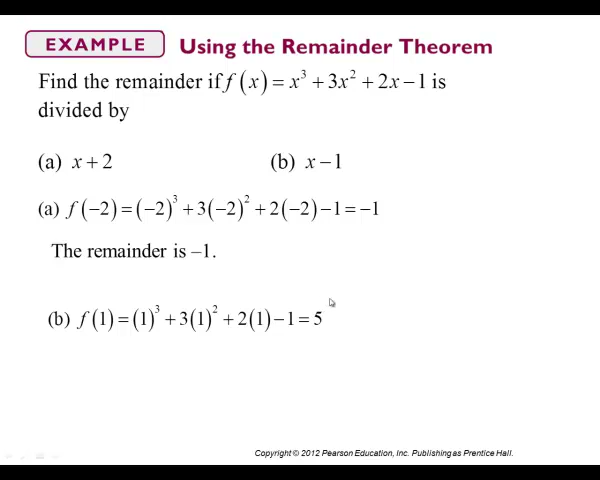 EXAMPLE Using the Remainder Theorem
Find the remainder if f(x) = x³ + 3x² + 2x − 1 is
divided by
(a) x + 2 (b) x − 1
(a) f(−2) = (−2)³ + 3(−2)² + 2(−2) − 1 = −1
The remainder is –1.
(b) f(1) = (1)³ + 3(1)² + 2(1) − 1 = 5
Copyright © 2012 Pearson Education, Inc. Publishing as Prentice Hall.